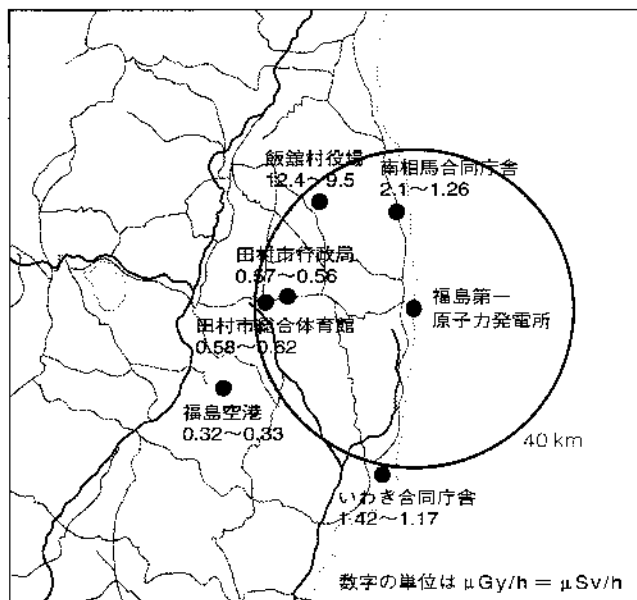 飯舘村役場
12.4～9.5
南相馬合同庁舎
2.1～1.26
田村市行政局
0.57～0.56
福島第一
原子力発電所
田村市総合体育館
0.58～0.62
福島空港
0.32～0.33
40 km
いわき合同庁舎
1.42～1.17
数字の単位は μGy/h = μSv/h